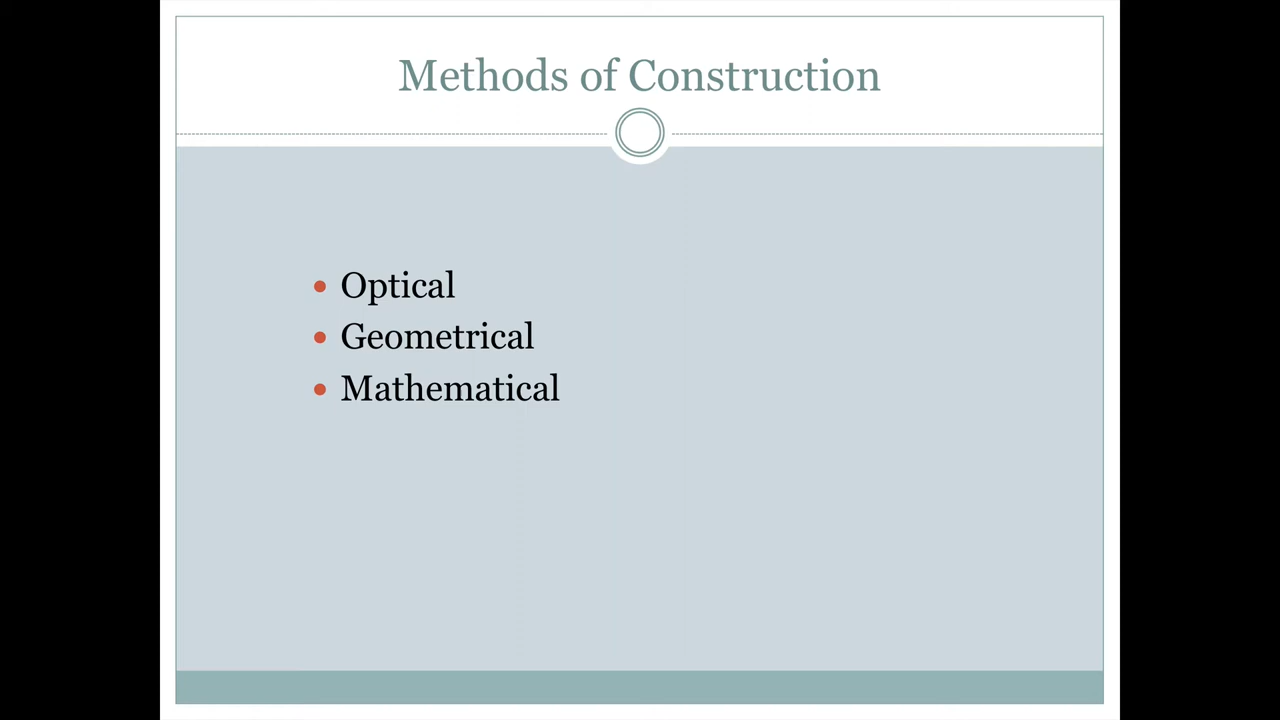 Methods of Construction
Optical
Geometrical
Mathematical